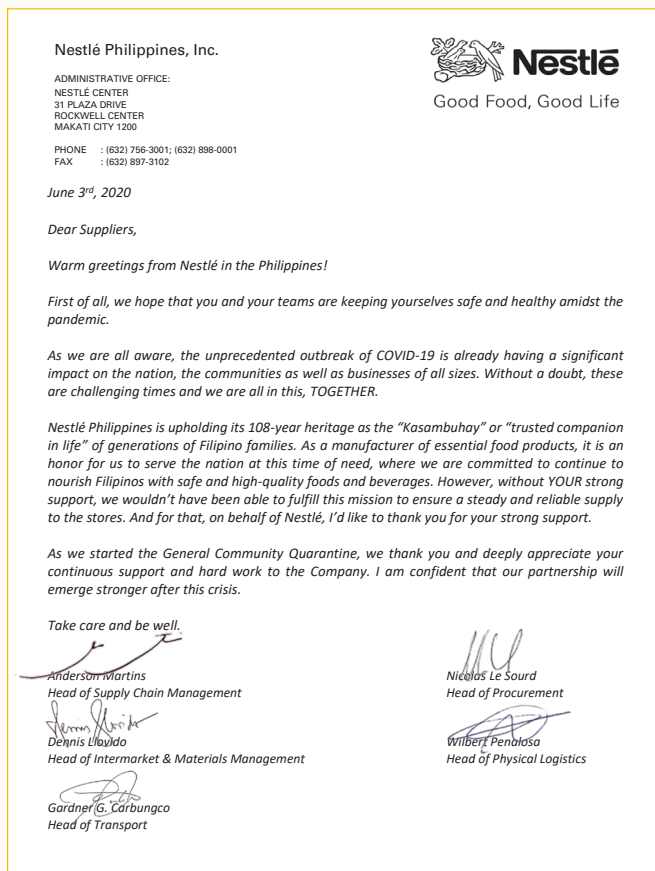 Nestlé Philippines, Inc.
Nestlé
Good Food, Good Life
ADMINISTRATIVE OFFICE:
NESTLÉ CENTER
31 PLAZA DRIVE
ROCKWELL CENTER
MAKATI CITY 1200
PHONE : (632) 756-3001; (632) 898-0001
FAX : (632) 897-3102
June 3rd, 2020
Dear Suppliers,
Warm greetings from Nestlé in the Philippines!
First of all, we hope that you and your teams are keeping yourselves safe and healthy amidst the
pandemic.
As we are all aware, the unprecedented outbreak of COVID-19 is already having a significant
impact on the nation, the communities as well as businesses of all sizes. Without a doubt, these
are challenging times and we are all in this, TOGETHER.
Nestlé Philippines is upholding its 108-year heritage as the “Kasambuhay” or “trusted companion
in life” of generations of Filipino families. As a manufacturer of essential food products, it is an
honor for us to serve the nation at this time of need, where we are committed to continue to
nourish Filipinos with safe and high-quality foods and beverages. However, without YOUR strong
support, we wouldn’t have been able to fulfill this mission to ensure a steady and reliable supply
to the stores. And for that, on behalf of Nestlé, I’d like to thank you for your strong support.
As we started the General Community Quarantine, we thank you and deeply appreciate your
continuous support and hard work to the Company. I am confident that our partnership will
emerge stronger after this crisis.
Take care and be well.
Anderson Martins
Head of Supply Chain Management
Nicolas Le Sourd
Head of Procurement
Dennis Llovido
Head of Intermarket & Materials Management
Wilbert Penalosa
Head of Physical Logistics
Gardner G. Carbungco
Head of Transport